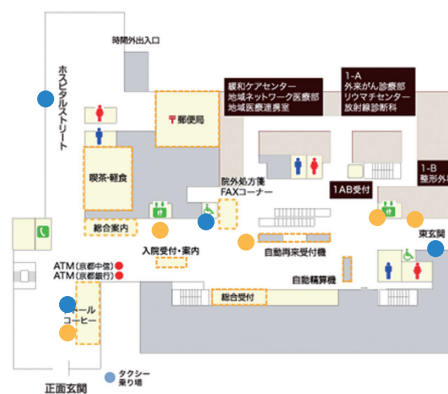 時間外出入口
ホスピタルストリート
〒郵便局
緩和ケアセンター
地域ネットワーク医療部
地域医療連携室
1-A
外来がん診療部
リウマチセンター
放射線診断科
1-B
整形外
喫茶・軽食
院外処方箋
FAXコーナー
1AB受付
総合案内
入院受付・案内
自動再来受付機
東玄関
ATM(京都中信)
ATM(京都銀行)
自動精算機
総合受付
トール
コーヒー
正面玄関
タクシー
乗り場